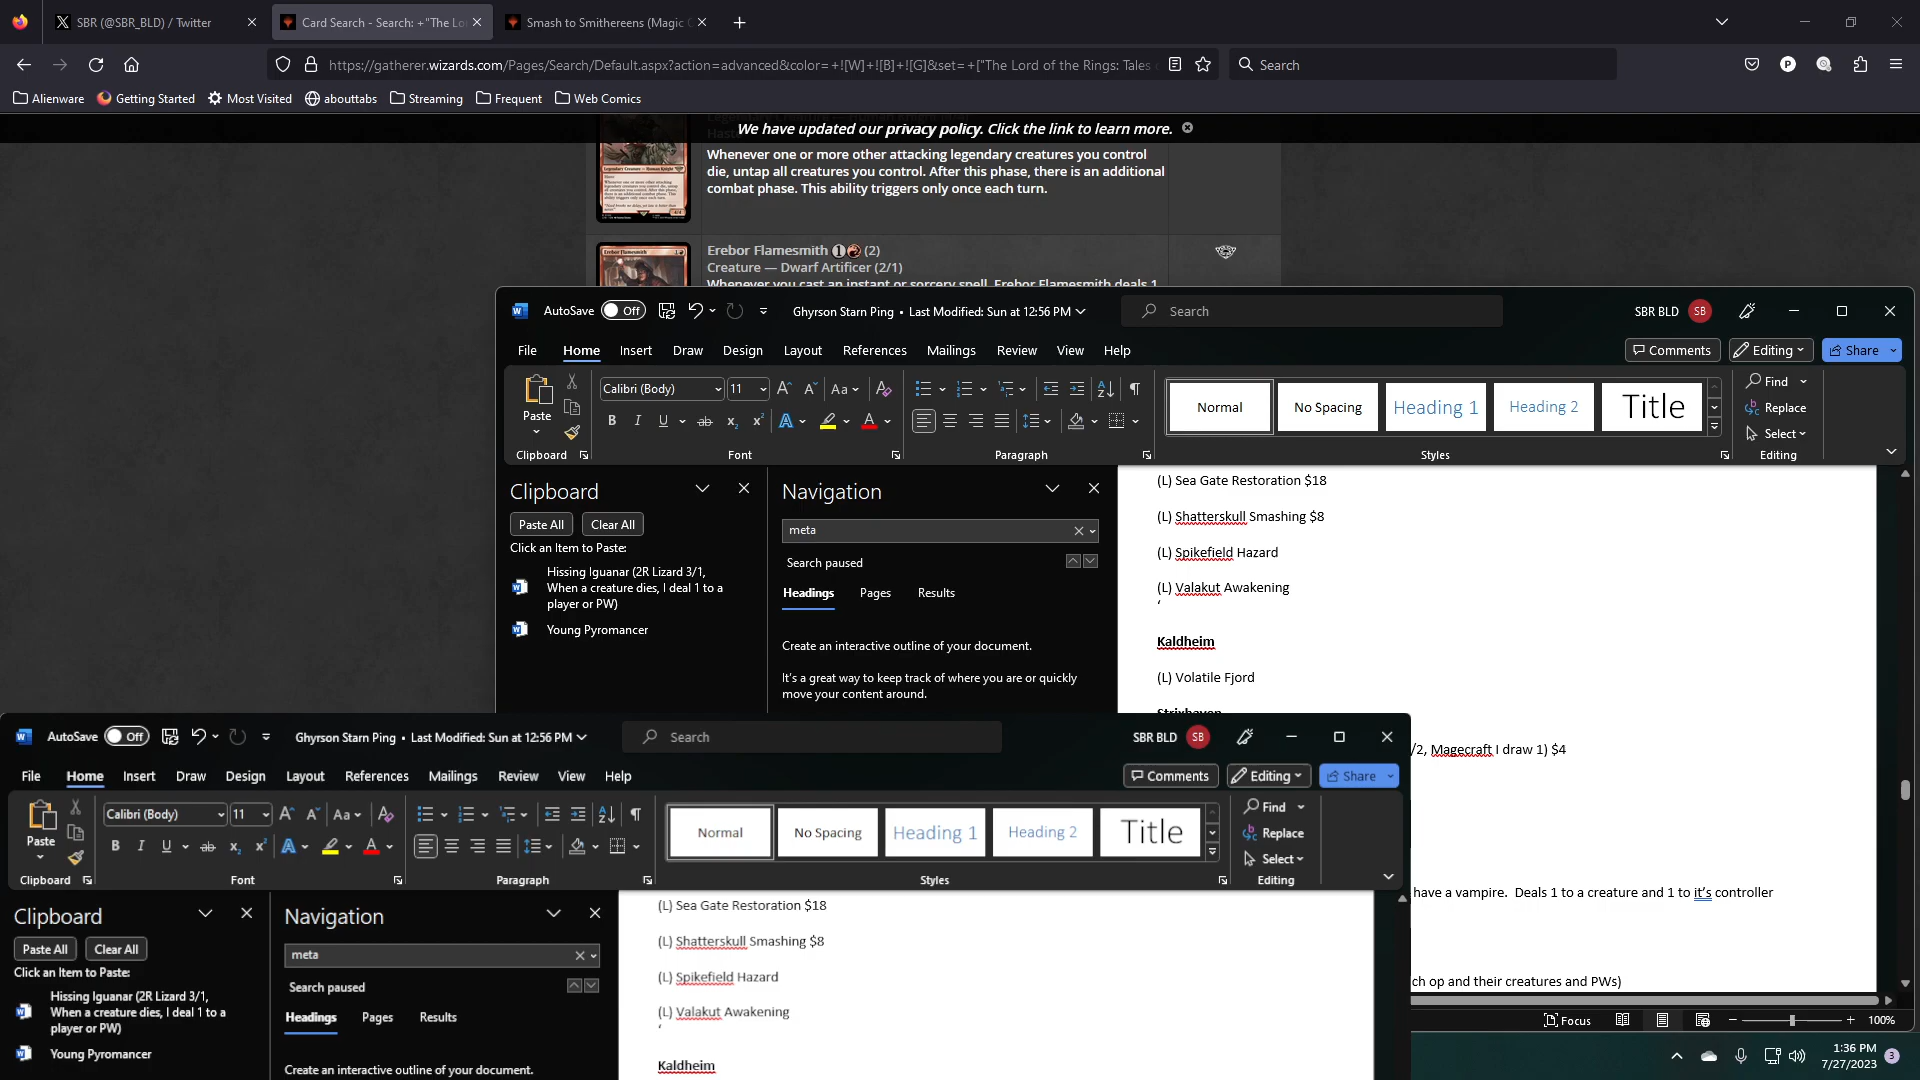 SBR (@SBR_BLD) / Twitter
Card Search - Search: +"The Lo
Smash to Smithereens (Magic
https://gatherer.wizards.com/Pages/Search/Default.aspx?action=advanced&color=+![W]+![B]+![G]&set=+["The Lord of the Rings: Tales
Search
Alienware
Getting Started
Most Visited
abouttabs
Streaming
Frequent
Web Comics
We have updated our privacy policy. Click the link to learn more.
Whenever one or more other attacking legendary creatures you control
die, untap all creatures you control. After this phase, there is an additional
combat phase. This ability triggers only once each turn.
Erebor Flamesmith 1 (2)
Creature — Dwarf Artificer (2/1)
Whenever you cast an instant or sorcery spell, Erebor Flamesmith deals 1
AutoSave Off
Ghyrson Starn Ping • Last Modified: Sun at 12:56 PM
Search
SBR BLD SB
File Home Insert Draw Design Layout References Mailings Review View Help
Comments Editing Share
Paste
Calibri (Body) 11
Normal No Spacing Heading 1 Heading 2 Title
Find
Replace
Select
Clipboard Font Paragraph Styles Editing
Clipboard
Paste All Clear All
Click an Item to Paste:
Hissing Iguanar (2R Lizard 3/1,
When a creature dies, I deal 1 to a
player or PW)
Young Pyromancer
Navigation
meta
Search paused
Headings Pages Results
Create an interactive outline of your document.
It's a great way to keep track of where you are or quickly
move your content around.
(L) Sea Gate Restoration $18
(L) Shatterskull Smashing $8
(L) Spikefield Hazard
(L) Valakut Awakening
‘
Kaldheim
(L) Volatile Fjord
Strixhaven
/2, Magecraft I draw 1) $4
have a vampire. Deals 1 to a creature and 1 to it’s controller
ch op and their creatures and PWs)
Focus
100%
AutoSave Off
Ghyrson Starn Ping • Last Modified: Sun at 12:56 PM
Search
SBR BLD SB
File Home Insert Draw Design Layout References Mailings Review View Help
Comments Editing Share
Paste
Calibri (Body) 11
Normal No Spacing Heading 1 Heading 2 Title
Find
Replace
Select
Clipboard Font Paragraph Styles Editing
Clipboard
Paste All Clear All
Click an Item to Paste:
Hissing Iguanar (2R Lizard 3/1,
When a creature dies, I deal 1 to a
player or PW)
Young Pyromancer
Navigation
meta
Search paused
Headings Pages Results
Create an interactive outline of your document.
(L) Sea Gate Restoration $18
(L) Shatterskull Smashing $8
(L) Spikefield Hazard
(L) Valakut Awakening
‘
Kaldheim
1:36 PM
7/27/2023
3